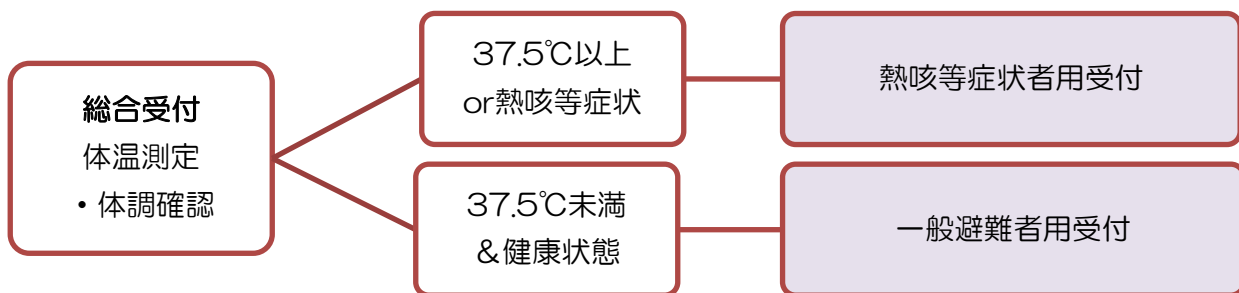 総合受付
体温測定
・体調確認
37.5℃以上
or熱咳等症状
熱咳等症状者用受付
37.5℃未満
＆健康状態
一般避難者用受付